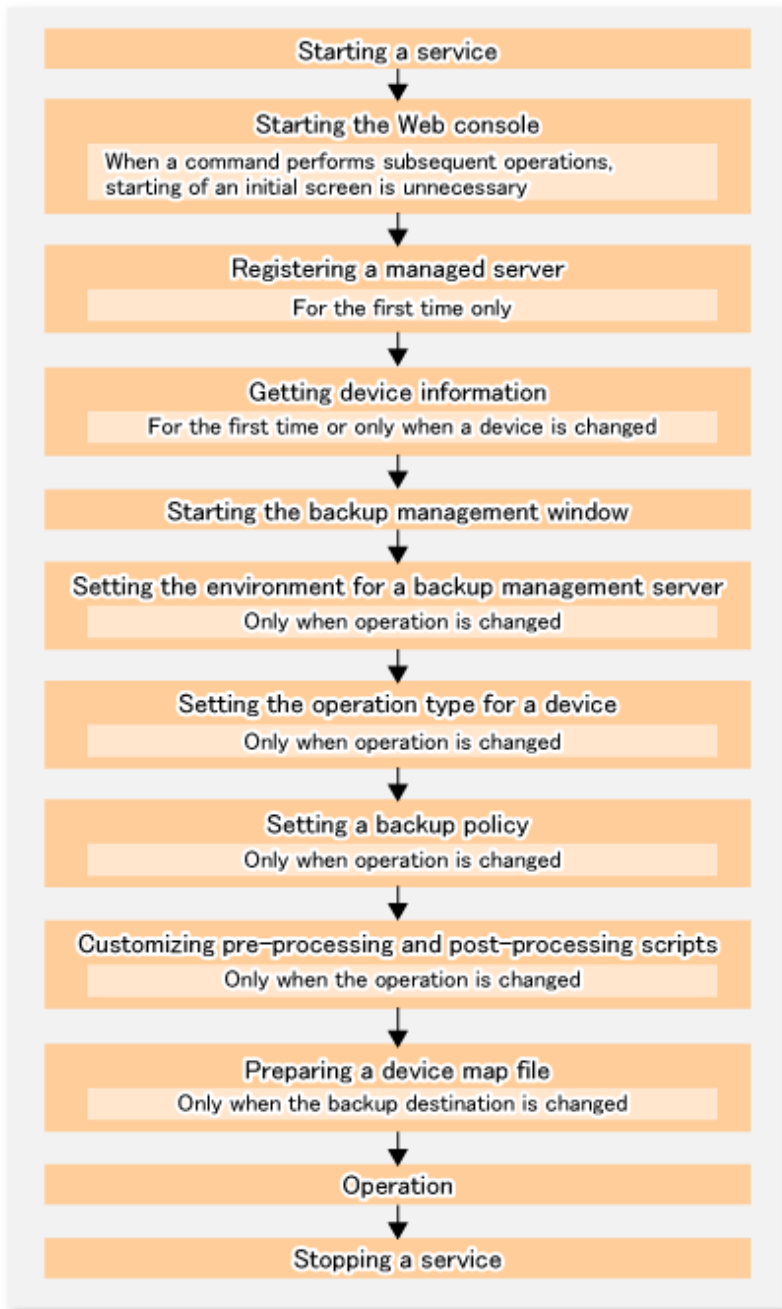 Starting a service
Starting the Web console
When a command performs subsequent operations,
starting of an initial screen is unnecessary
Registering a managed server
For the first time only
Getting device information
For the first time or only when a device is changed
Starting the backup management window
Setting the environment for a backup management server
Only when operation is changed
Setting the operation type for a device
Only when operation is changed
Setting a backup policy
Only when operation is changed
Customizing pre-processing and post-processing scripts
Only when the operation is changed
Preparing a device map file
Only when the backup destination is changed
Operation
Stopping a service